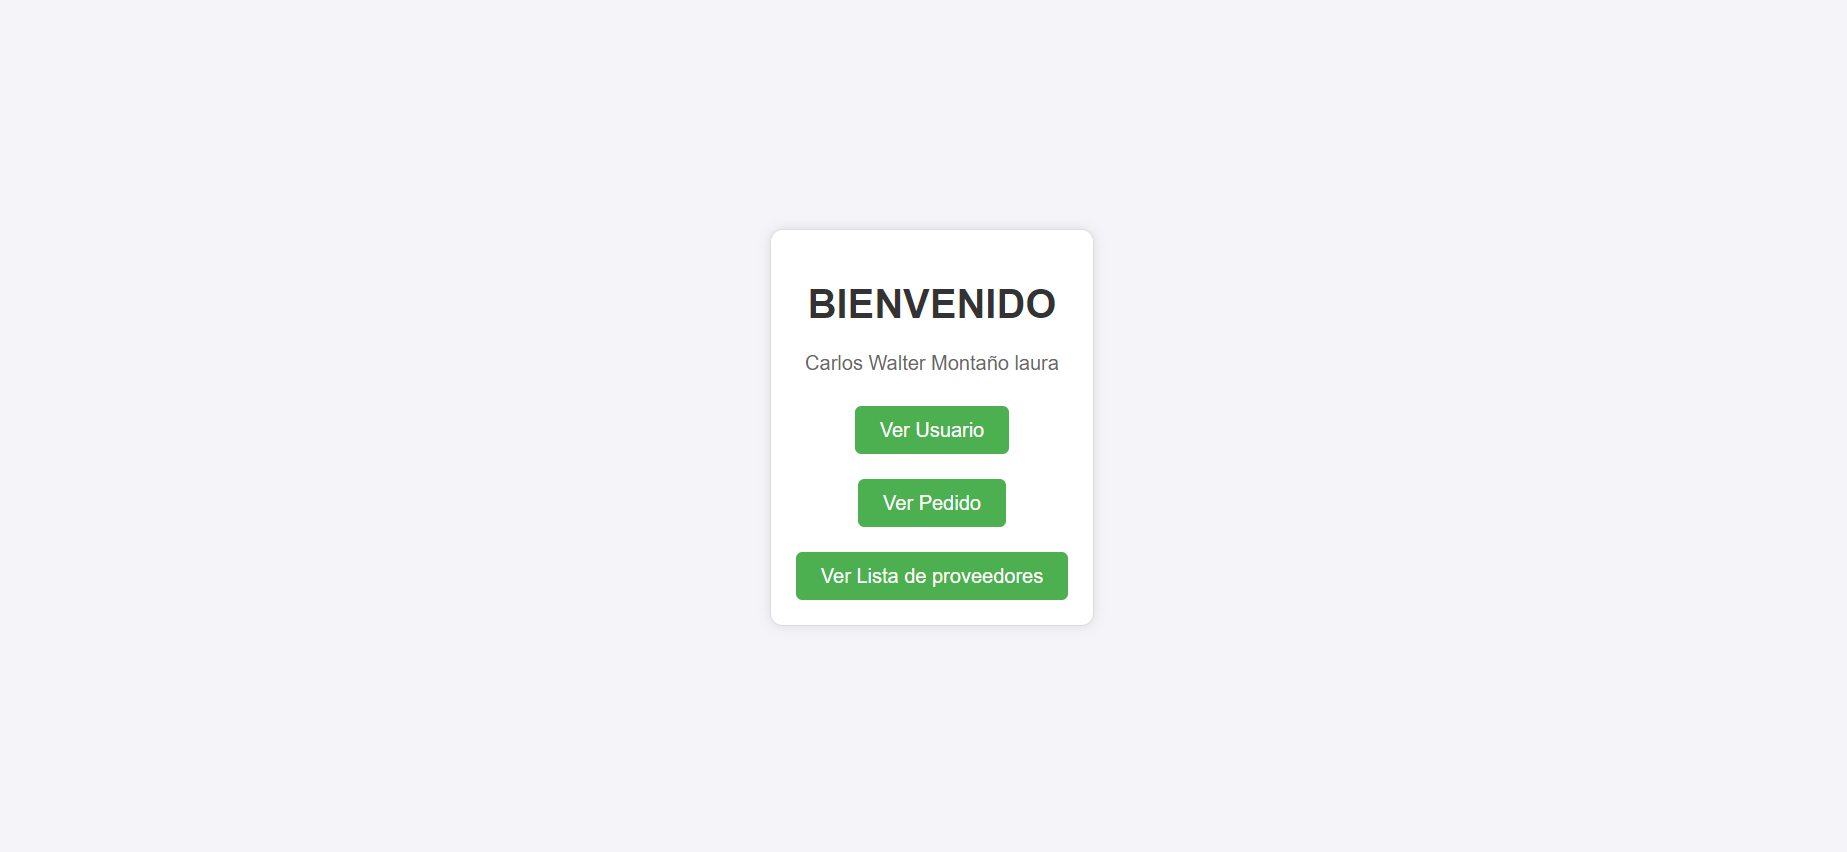 BIENVENIDO
Carlos Walter Montaño laura
Ver Usuario
Ver Pedido
Ver Lista de proveedores